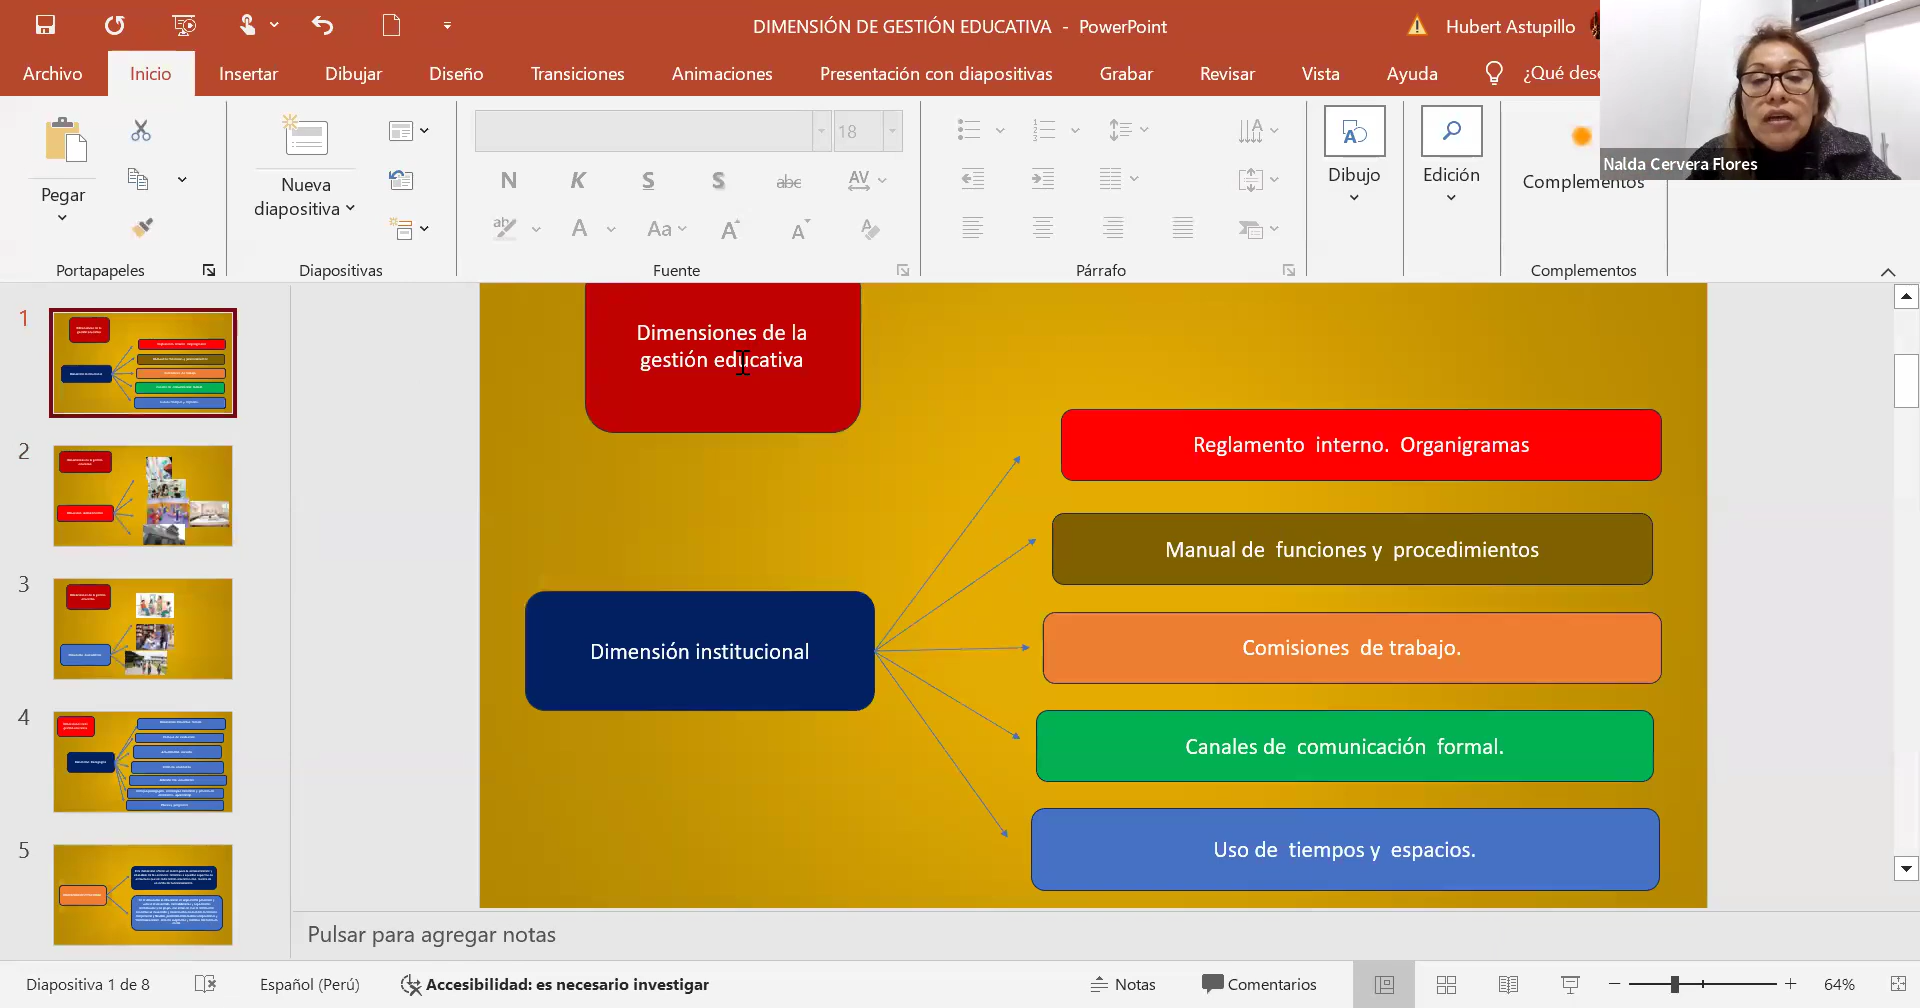 DIMENSIÓN DE GESTIÓN EDUCATIVA - PowerPoint
Hubert Astupillo
Archivo
Inicio
Insertar
Dibujar
Diseño
Transiciones
Animaciones
Presentación con diapositivas
Grabar
Revisar
Vista
Ayuda
¿Qué
Nalda Cervera Flores
Pegar
Nueva
diapositiva
18
N K S S abc AV
A Aa A A
Dibujo
Edición
Complementos
Portapapeles
Diapositivas
Fuente
Párrafo
Complementos
1
2
3
4
5
Dimensiones de la
gestión educativa
Dimensión institucional
Reglamento interno. Organigramas
Manual de funciones y procedimientos
Comisiones de trabajo.
Canales de comunicación formal.
Uso de tiempos y espacios.
Pulsar para agregar notas
Diapositiva 1 de 8
Español (Perú)
Accesibilidad: es necesario investigar
Notas
Comentarios
64%